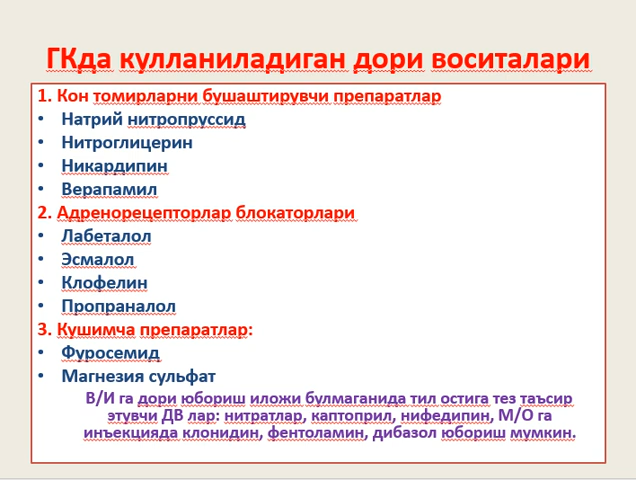 ГКда кулланиладиган дори воситалари
1. Кон томирларни бушаштирувчи препаратлар
• Натрий нитропруссид
• Нитроглицерин
• Никардипин
• Верапамил
2. Адренорецепторлар блокаторлари
• Лабеталол
• Эсмалол
• Клофелин
• Пропраналол
3. Кушимча препаратлар:
• Фуросемид
• Магнезия сульфат
В/И га дори юбориш иложи булмаганида тил остига тез таъсир
этувчи ДВ лар: нитратлар, каптоприл, нифедипин, М/О га
инъекцияда клонидин, фентоламин, дибазол юбориш мумкин.